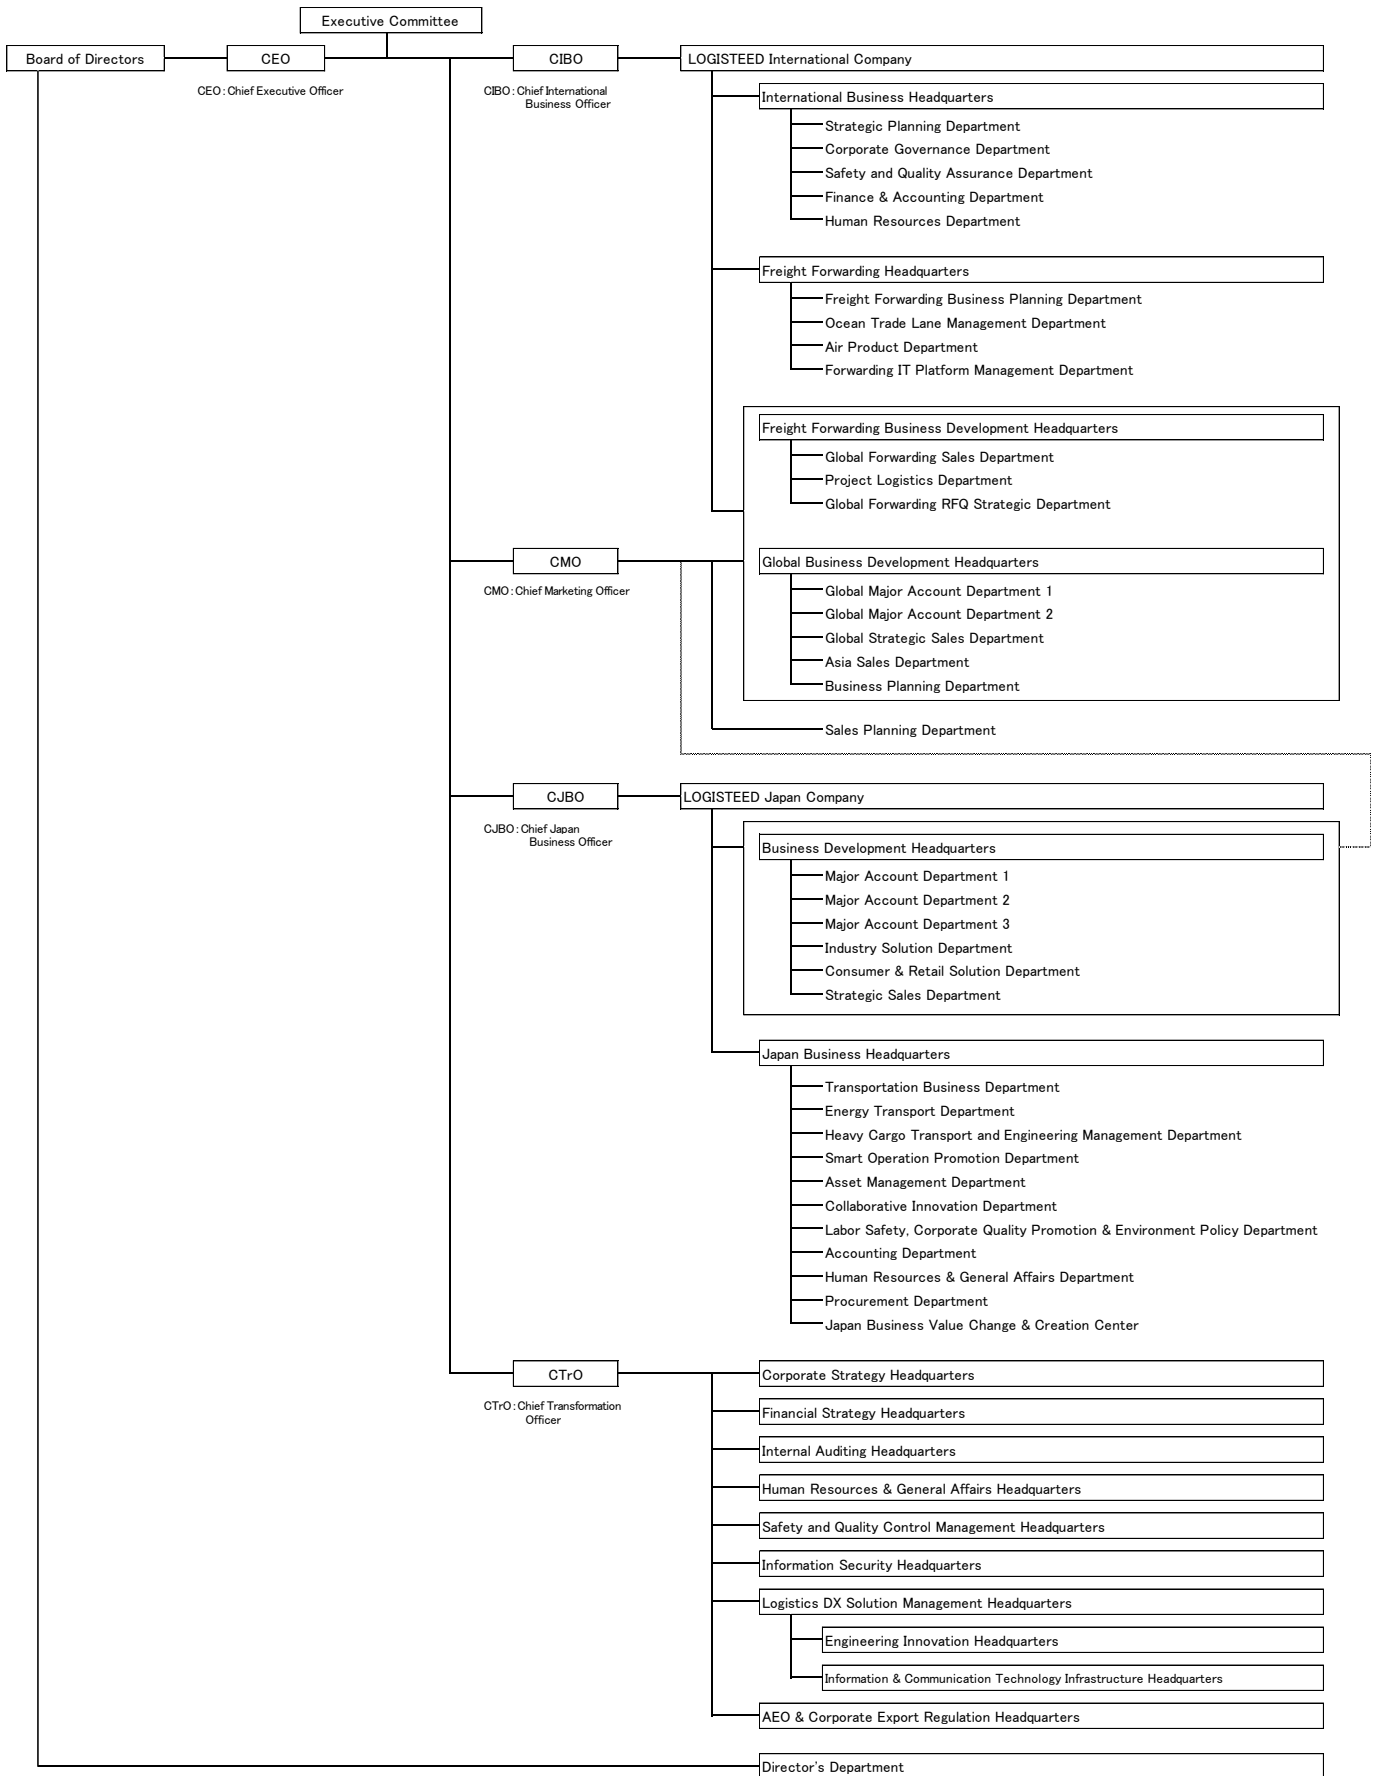 Executive Committee
Board of Directors
CEO
CIBO
LOGISTEED International Company
CEO:Chief Executive Officer
CIBO:Chief International
Business Officer
International Business Headquarters
Strategic Planning Department
Corporate Governance Department
Safety and Quality Assurance Department
Finance & Accounting Department
Human Resources Department
Freight Forwarding Headquarters
Freight Forwarding Business Planning Department
Ocean Trade Lane Management Department
Air Product Department
Forwarding IT Platform Management Department
Freight Forwarding Business Development Headquarters
Global Forwarding Sales Department
Project Logistics Department
Global Forwarding RFQ Strategic Department
CMO
Global Business Development Headquarters
CMO:Chief Marketing Officer
Global Major Account Department 1
Global Major Account Department 2
Global Strategic Sales Department
Asia Sales Department
Business Planning Department
Sales Planning Department
CJBO
LOGISTEED Japan Company
CJBO:Chief Japan
Business Officer
Business Development Headquarters
Major Account Department 1
Major Account Department 2
Major Account Department 3
Industry Solution Department
Consumer & Retail Solution Department
Strategic Sales Department
Japan Business Headquarters
Transportation Business Department
Energy Transport Department
Heavy Cargo Transport and Engineering Management Department
Smart Operation Promotion Department
Asset Management Department
Collaborative Innovation Department
Labor Safety, Corporate Quality Promotion & Environment Policy Department
Accounting Department
Human Resources & General Affairs Department
Procurement Department
Japan Business Value Change & Creation Center
CTrO
Corporate Strategy Headquarters
CTrO:Chief Transformation
Officer
Financial Strategy Headquarters
Internal Auditing Headquarters
Human Resources & General Affairs Headquarters
Safety and Quality Control Management Headquarters
Information Security Headquarters
Logistics DX Solution Management Headquarters
Engineering Innovation Headquarters
Information & Communication Technology Infrastructure Headquarters
AEO & Corporate Export Regulation Headquarters
Director's Department